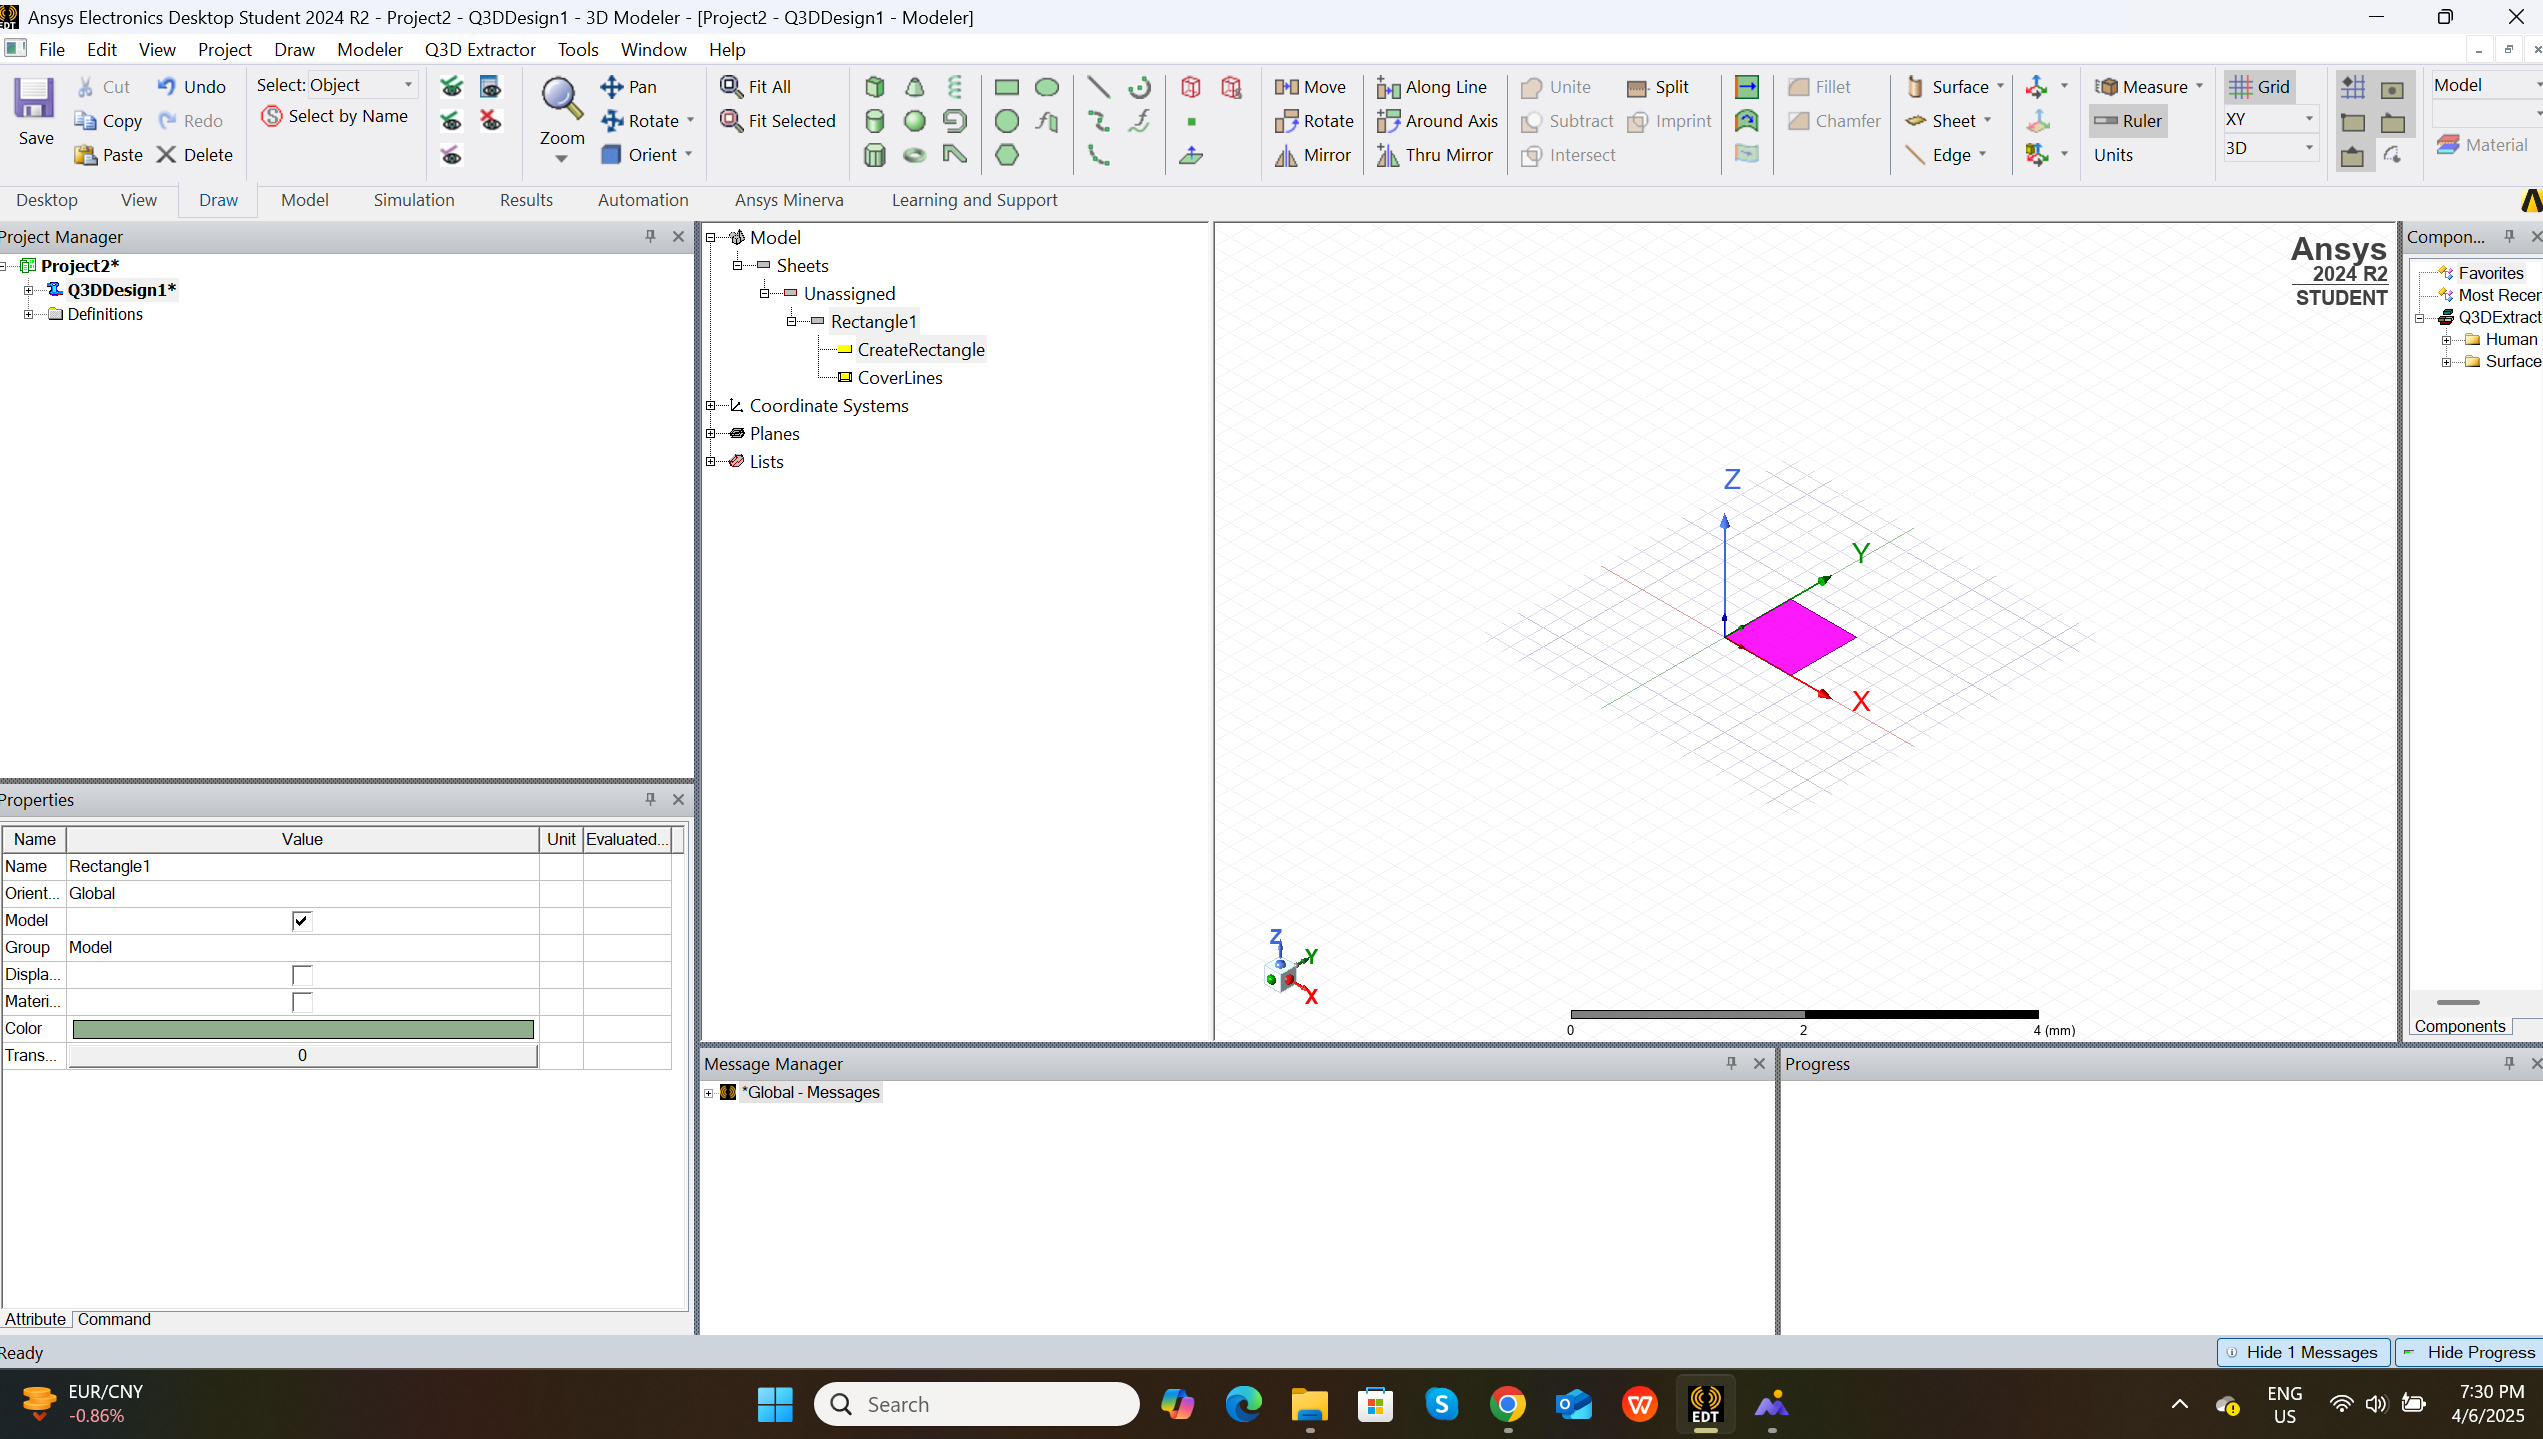 Ansys Electronics Desktop Student 2024 R2 - Project2 - Q3DDesign1 - 3D Modeler - [Project2 - Q3DDesign1 - Modeler]
File Edit View Project Draw Modeler Q3D Extractor Tools Window Help
Save
Cut
Copy
Paste
Undo
Redo
Delete
Select: Object
Select by Name
Zoom
Pan
Rotate
Orient
Fit All
Fit Selected
Move
Rotate
Mirror
Along Line
Around Axis
Thru Mirror
Unite
Subtract
Intersect
Split
Imprint
Fillet
Chamfer
Surface
Sheet
Edge
Measure
Ruler
Units
Grid
XY
3D
Model
Material
Desktop View Draw Model Simulation Results Automation Ansys Minerva Learning and Support
Project Manager
Project2*
Q3DDesign1*
Definitions
Model
Sheets
Unassigned
Rectangle1
CreateRectangle
CoverLines
Coordinate Systems
Planes
Lists
Ansys
2024 R2
STUDENT
Z
Y
X
Z
Y
X
0 2 4 (mm)
Compon...
Favorites
Most Recer
Q3DExtract
Human
Surface
Components
Properties
Name Value Unit Evaluated...
Name Rectangle1
Orient... Global
Model
Group Model
Displa...
Materi...
Color
Trans... 0
Attribute Command
Message Manager
*Global - Messages
Progress
Ready
Hide 1 Messages Hide Progress
EUR/CNY
-0.86%
Search
EDT
ENG
US
7:30 PM
4/6/2025